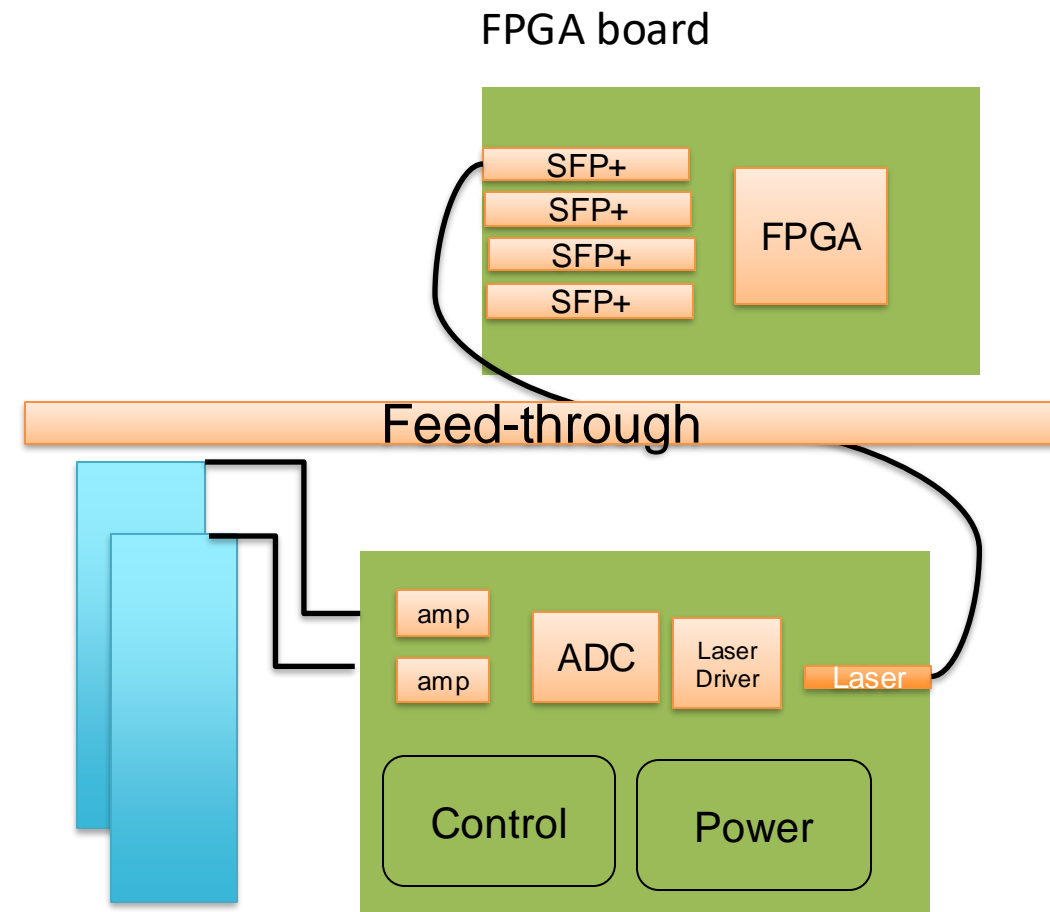 FPGA board
SFP+
SFP+
SFP+
SFP+
FPGA
Feed-through
amp
amp
ADC
Laser
Driver
Laser
Control
Power